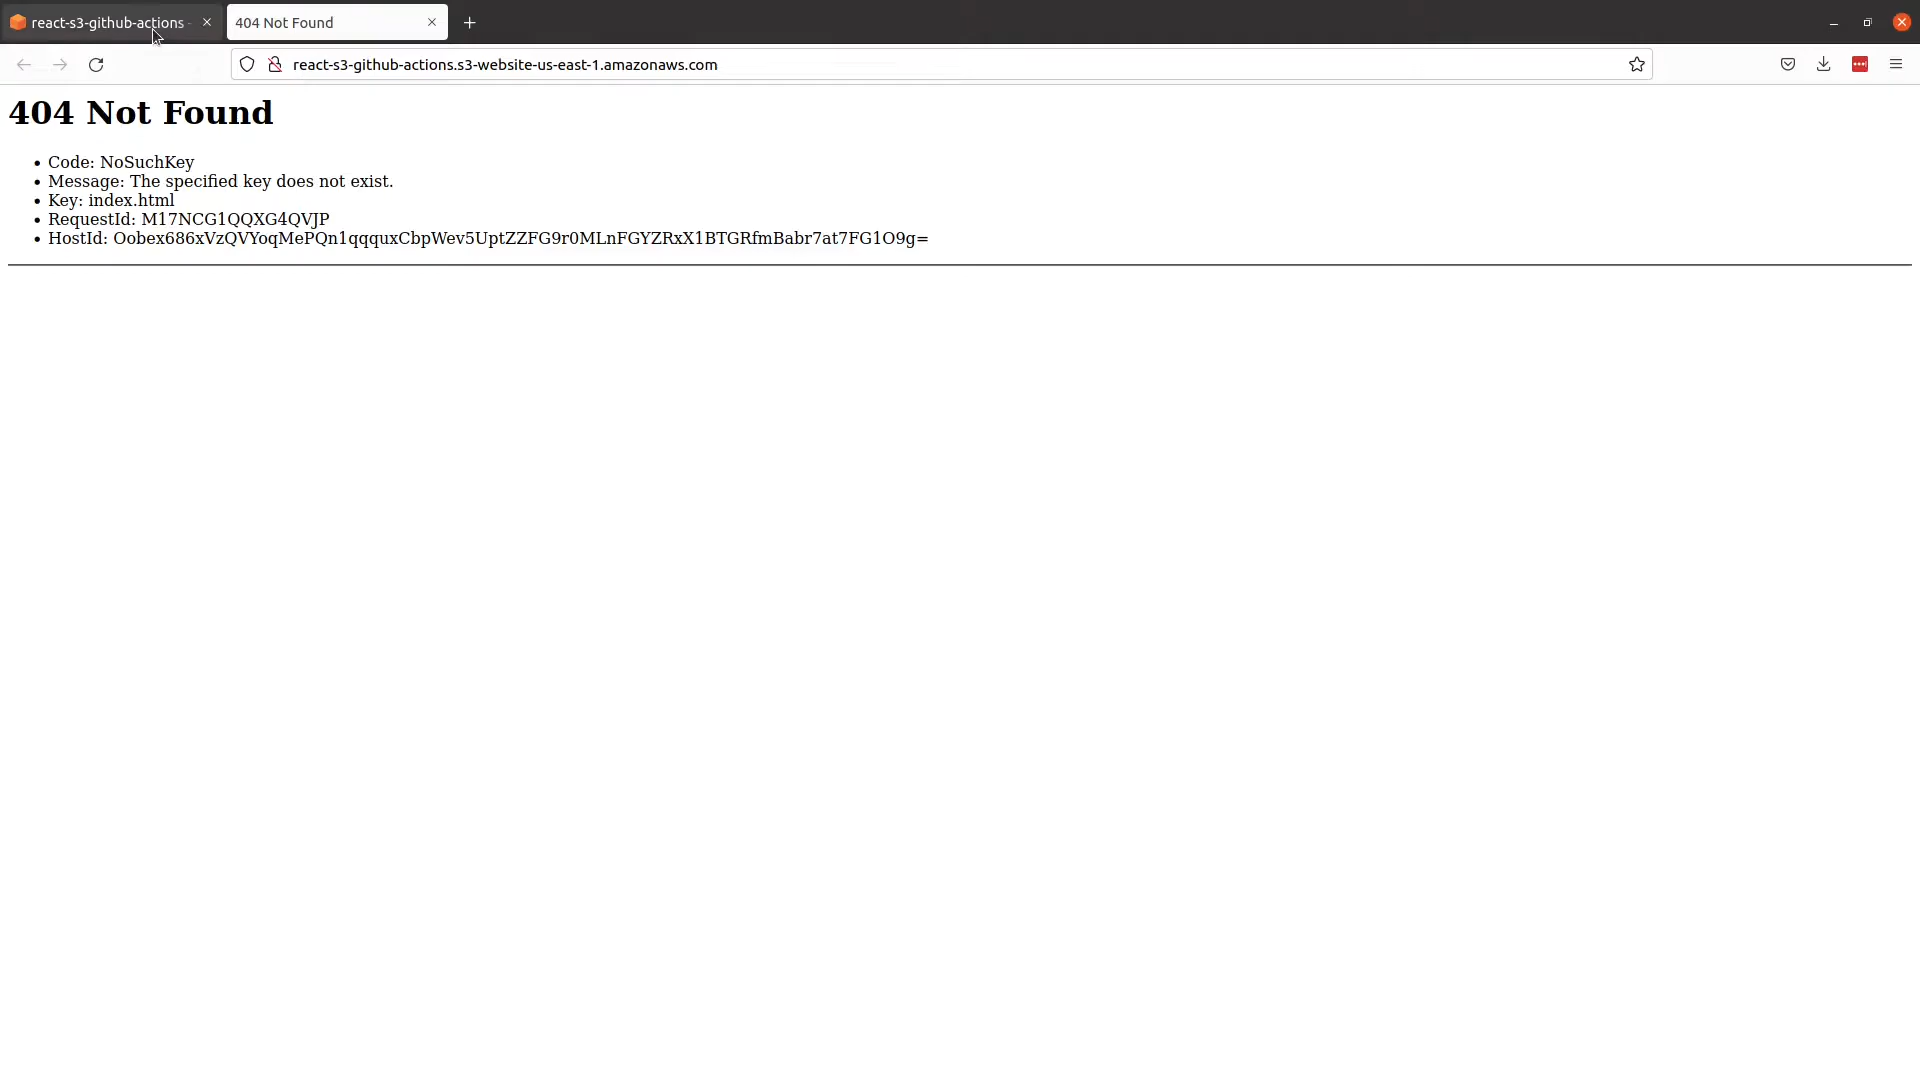 react-s3-github-actions -
404 Not Found
react-s3-github-actions.s3-website-us-east-1.amazonaws.com
404 Not Found
• Code: NoSuchKey
• Message: The specified key does not exist.
• Key: index.html
• RequestId: M17NCG1QQXG4QVJP
• HostId: Oobex686xVzQVYoqMePQn1qqquxCbpWev5UptZZFG9r0MLnFGYZRxX1BTGRfmBabr7at7FG1O9g=